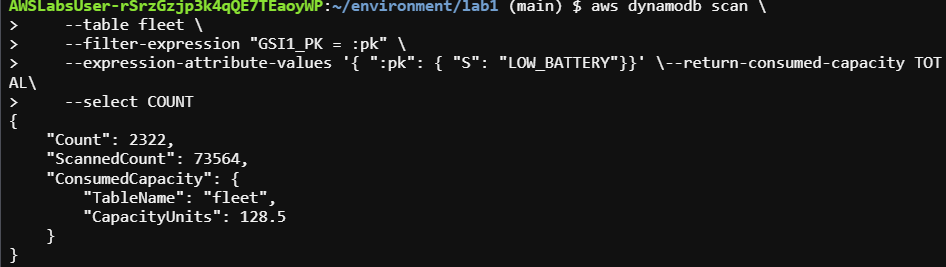 AWSLabsUser-rSrzGzjp3k4qQE7TEaoyWP:~/environment/lab1 (main) $ aws dynamodb scan \
>     --table fleet \
>     --filter-expression "GSI1_PK = :pk" \
>     --expression-attribute-values '{ ":pk": { "S": "LOW_BATTERY"}}' \--return-consumed-capacity TOT
AL\
>     --select COUNT
{
    "Count": 2322,
    "ScannedCount": 73564,
    "ConsumedCapacity": {
        "TableName": "fleet",
        "CapacityUnits": 128.5
    }
}